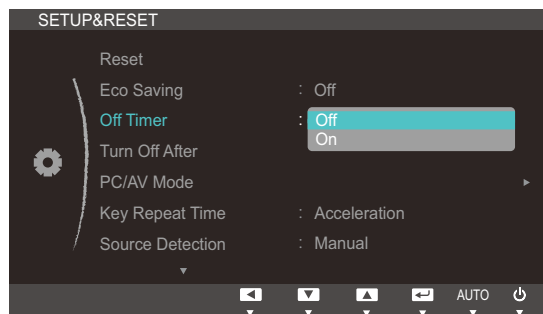 SETUP&RESET
Reset
Eco Saving : Off
Off Timer : Off
On
Turn Off After
PC/AV Mode
Key Repeat Time : Acceleration
Source Detection : Manual
AUTO